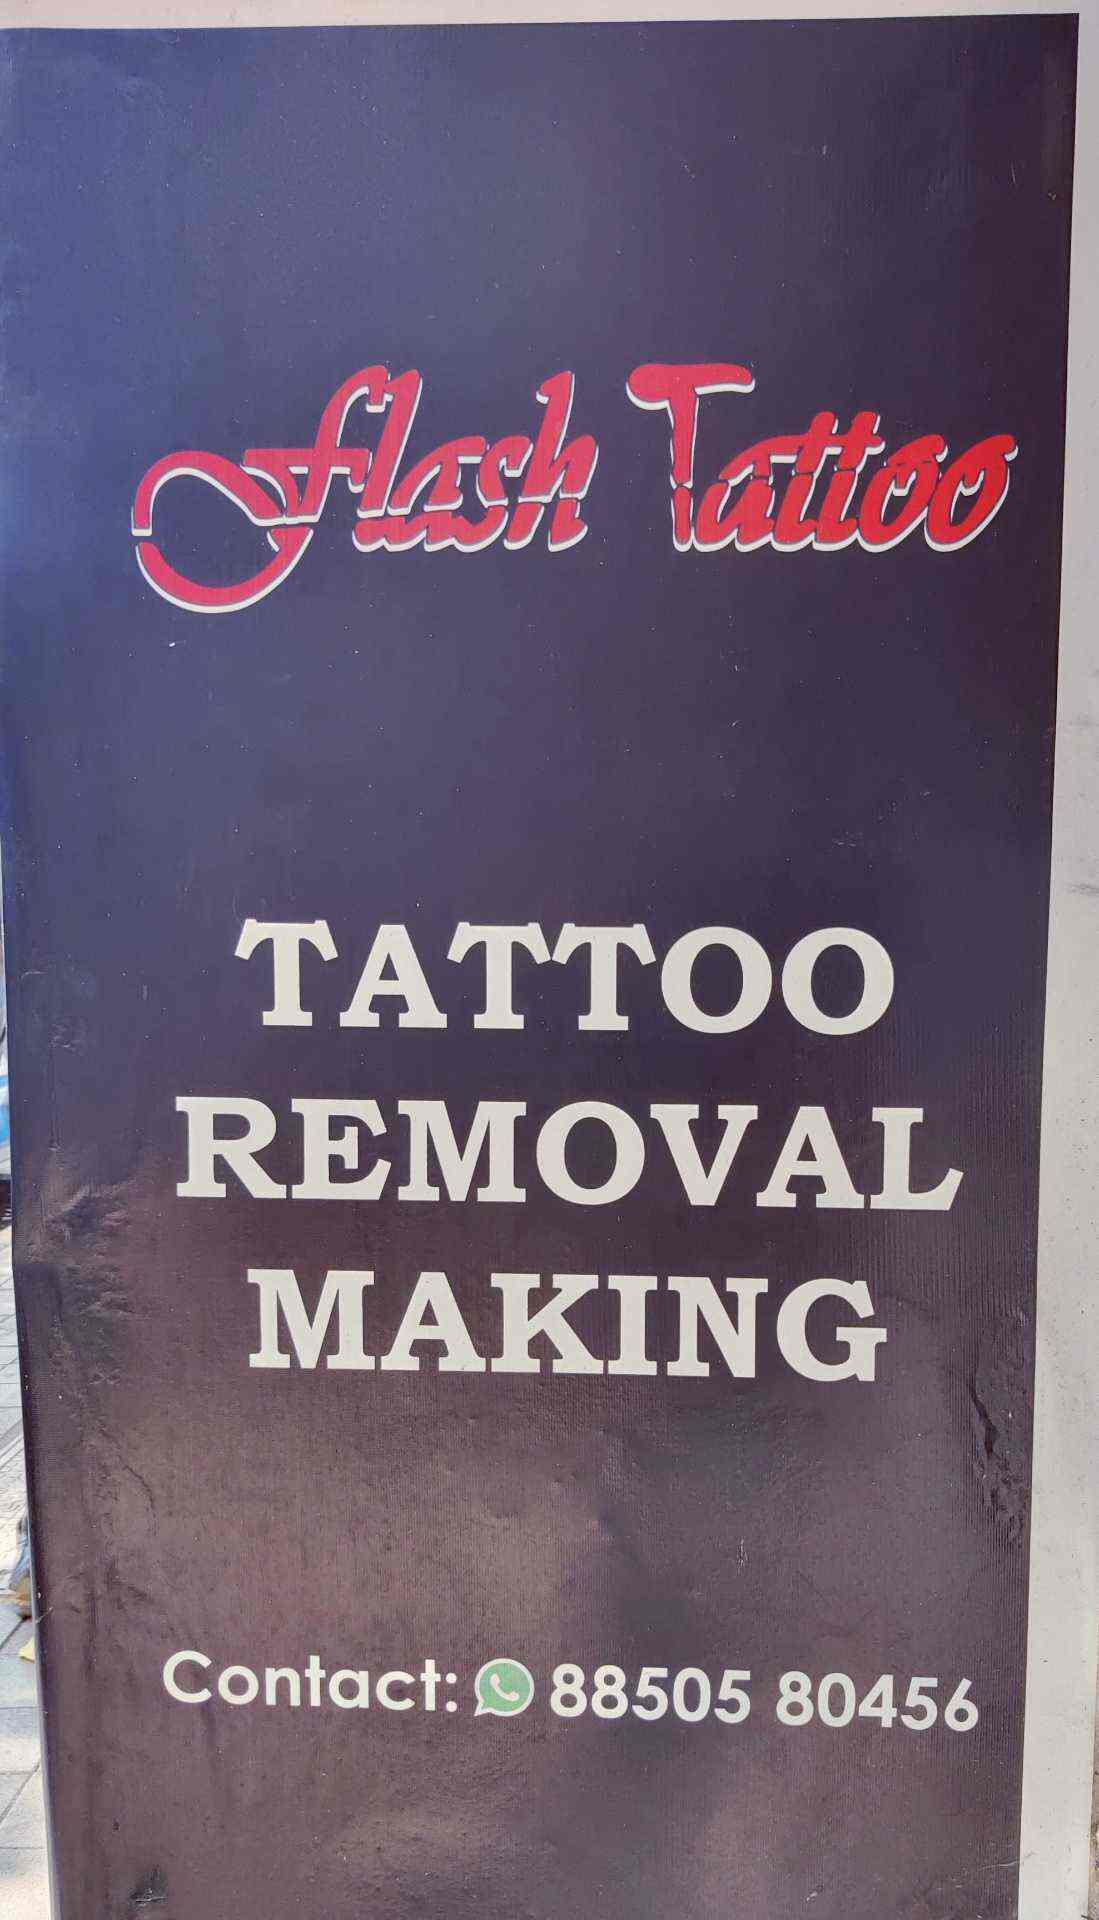 flash Tattoo
TATTOO
REMOVAL
MAKING
Contact: 88505 80456